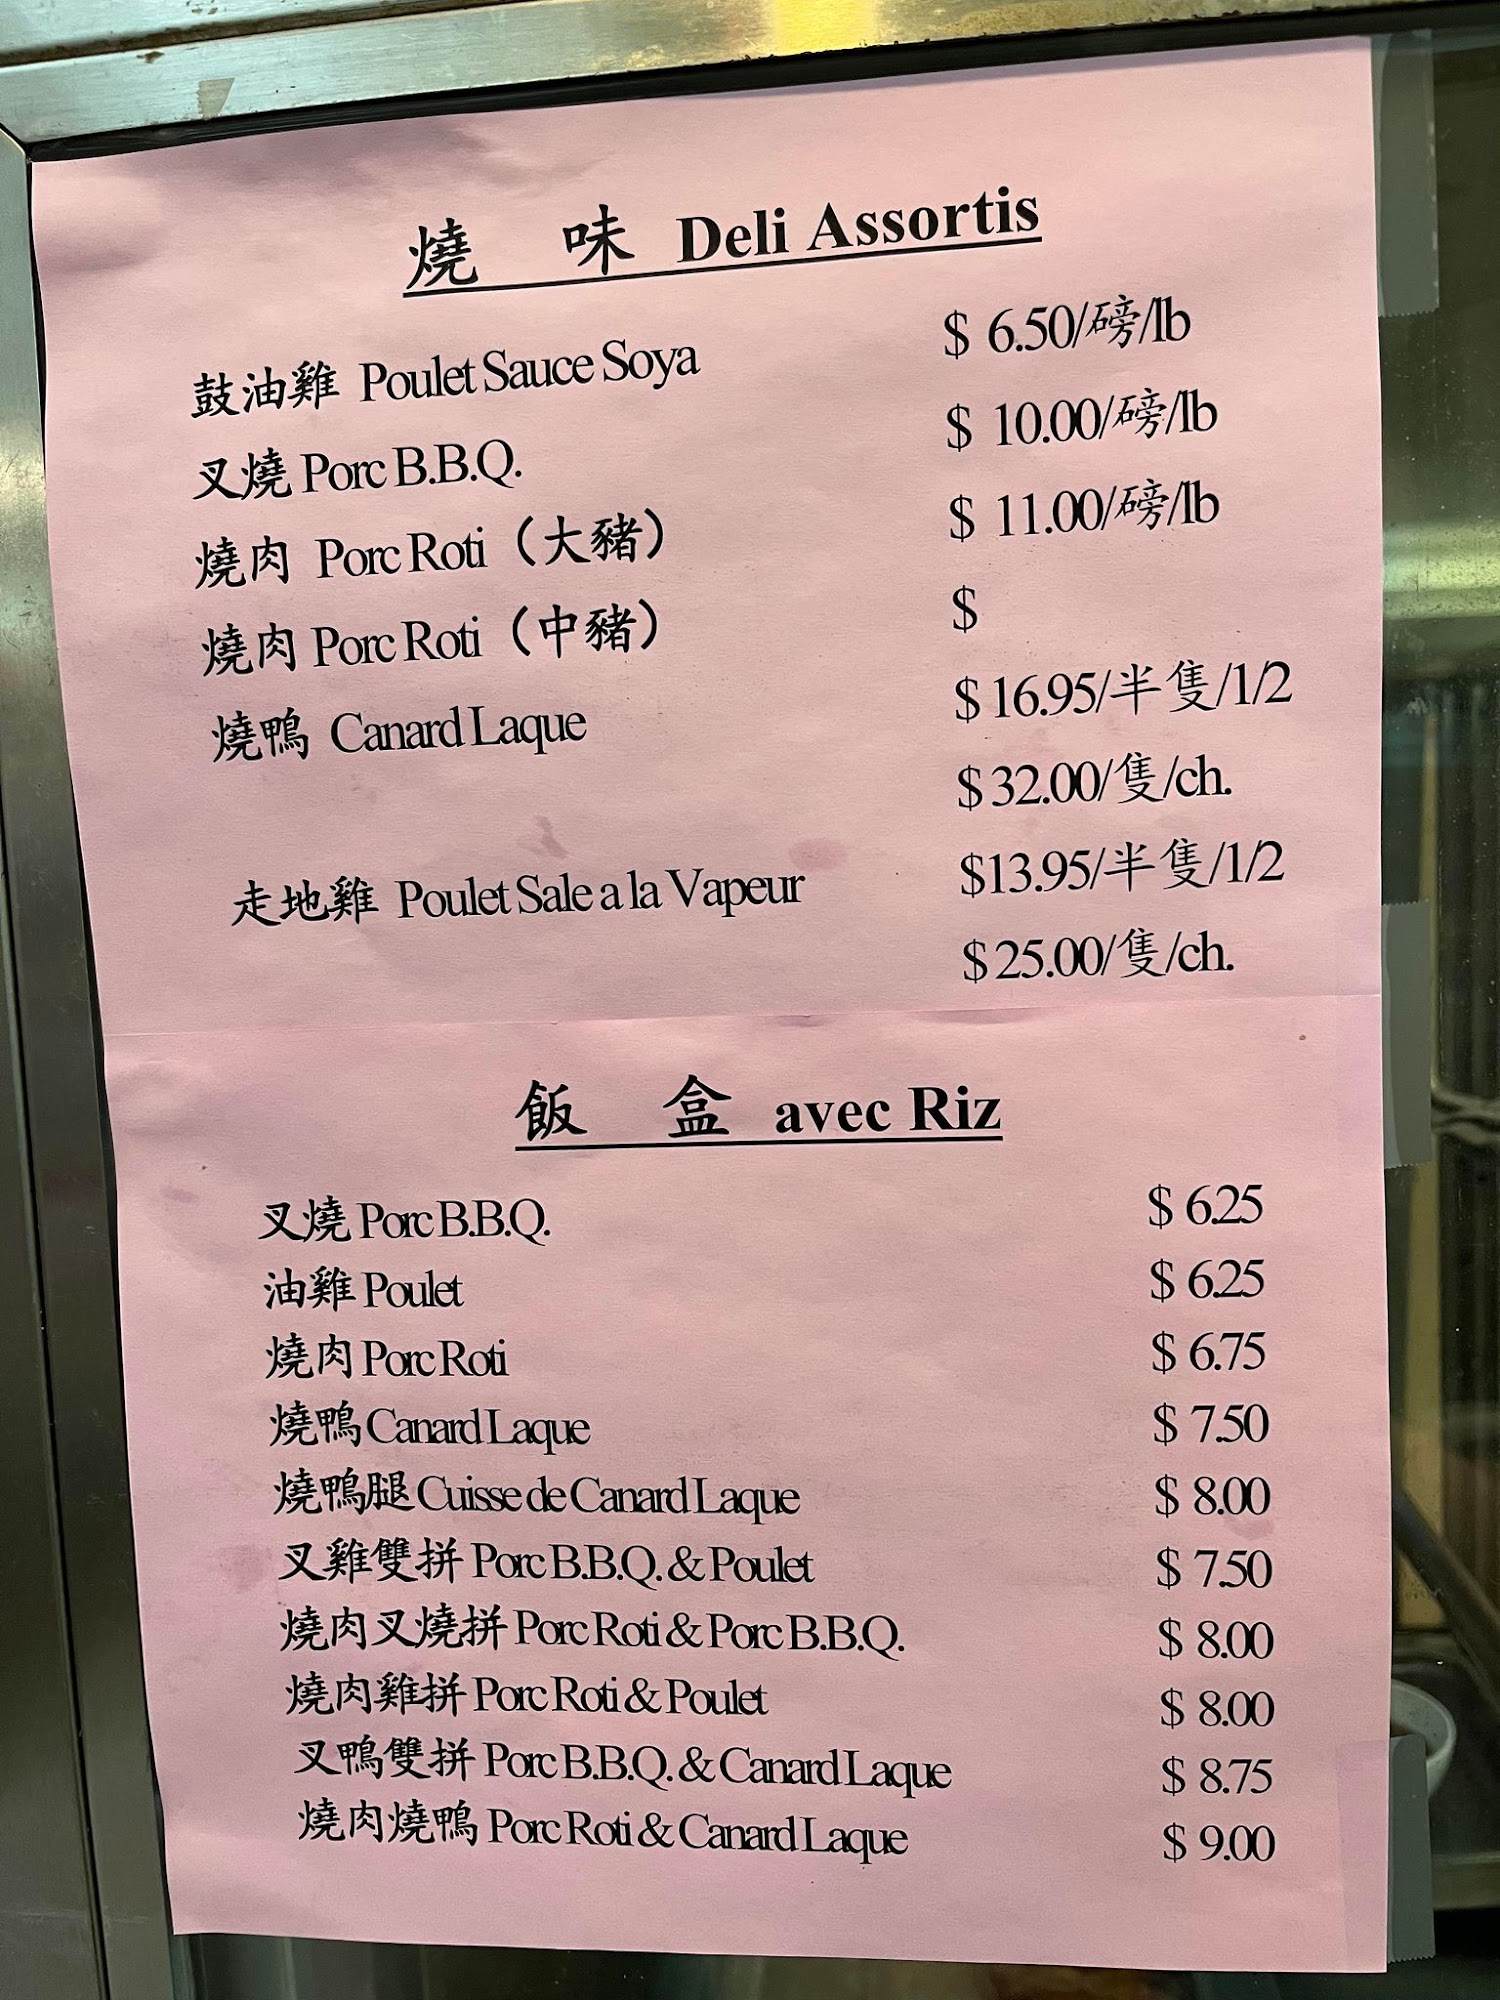 燒 味 Deli Assortis
鼓油雞 Poulet Sauce Soya $ 6.50/磅/lb
叉燒 Porc B.B.Q. $ 10.00/磅/lb
燒肉 Porc Roti（大豬） $ 11.00/磅/lb
燒肉 Porc Roti（中豬） $
燒鴨 Canard Laque $ 16.95/半隻/1/2
$ 32.00/隻/ch.
走地雞 Poulet Sale a la Vapeur $13.95/半隻/1/2
$ 25.00/隻/ch.
飯 盒 avec Riz
叉燒 Porc B.B.Q. $ 6.25
油雞 Poulet $ 6.25
燒肉 Porc Roti $ 6.75
燒鴨 Canard Laque $ 7.50
燒鴨腿 Cuisse de Canard Laque $ 8.00
叉雞雙拼 Porc B.B.Q. & Poulet $ 7.50
燒肉叉燒拼 Porc Roti & Porc B.B.Q. $ 8.00
燒肉雞拼 Porc Roti & Poulet $ 8.00
叉鴨雙拼 Porc B.B.Q. & Canard Laque $ 8.75
燒肉燒鴨 Porc Roti & Canard Laque $ 9.00